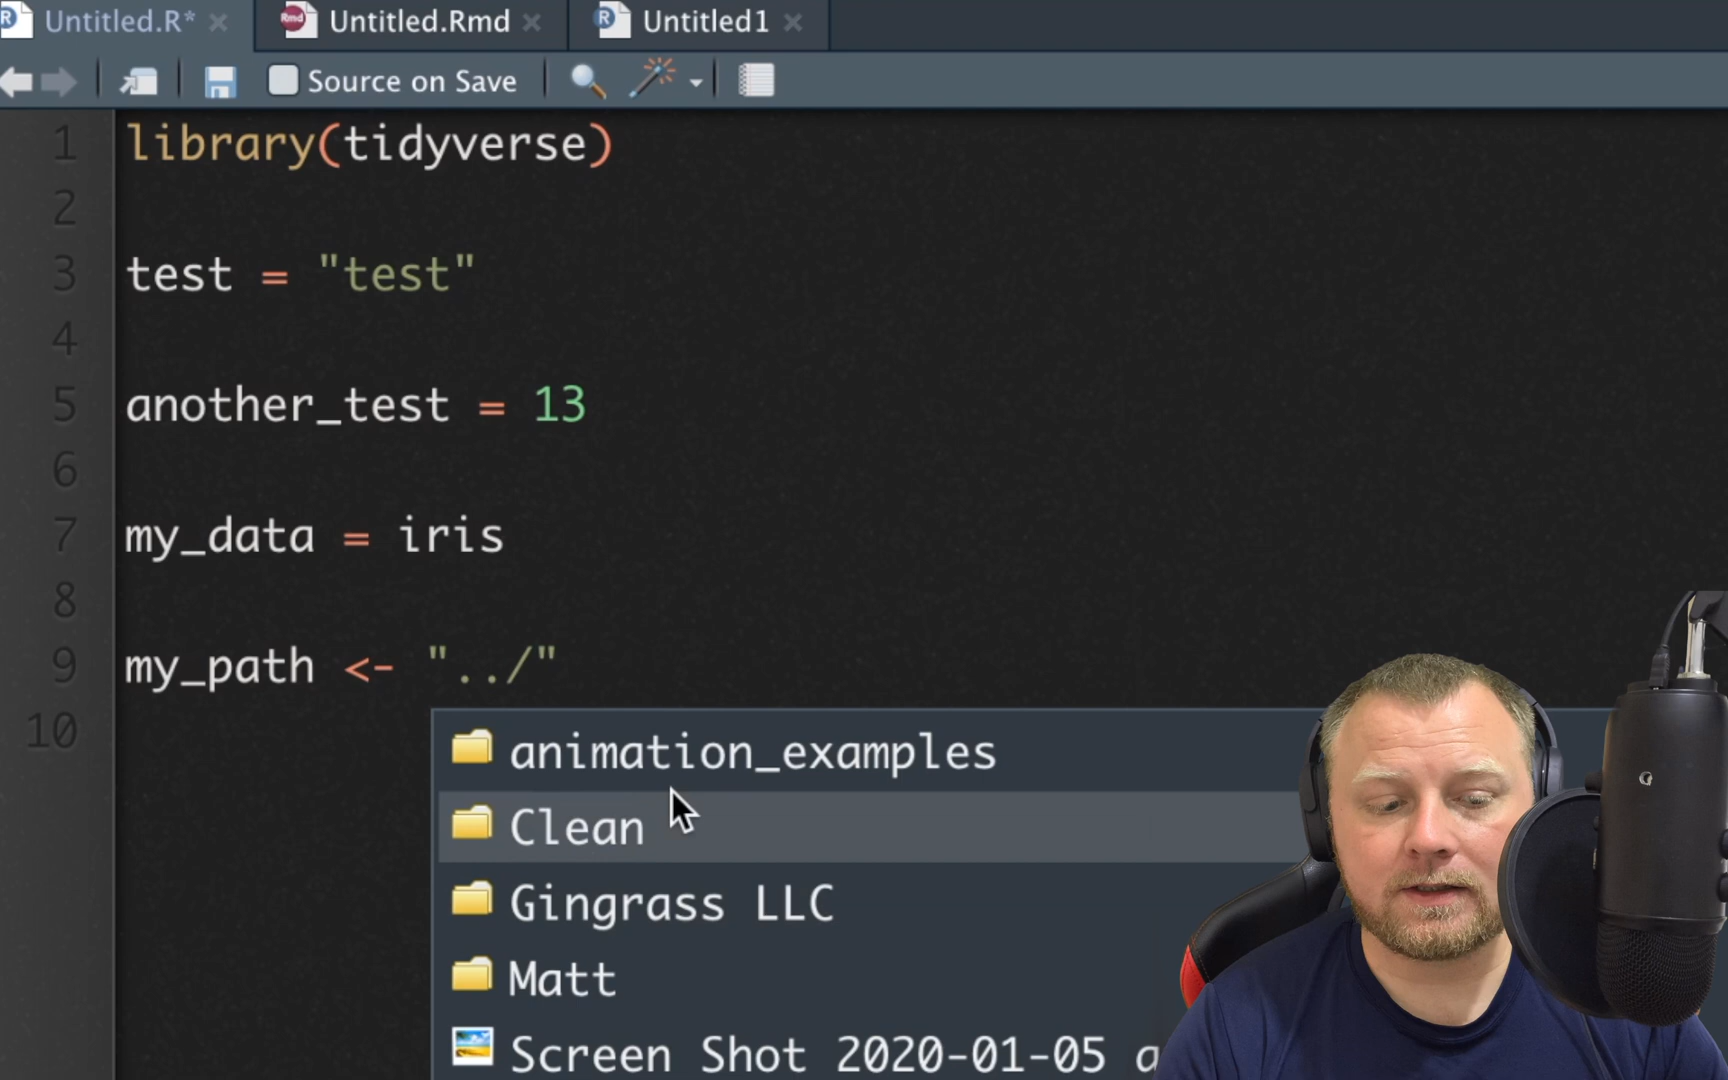 Untitled.R* Untitled.Rmd Untitled1
Source on Save
1 library(tidyverse)
2
3 test = "test"
4
5 another_test = 13
6
7 my_data = iris
8
9 my_path <- "../"
10
animation_examples
Clean
Gingrass LLC
Matt
Screen Shot 2020-01-05 a